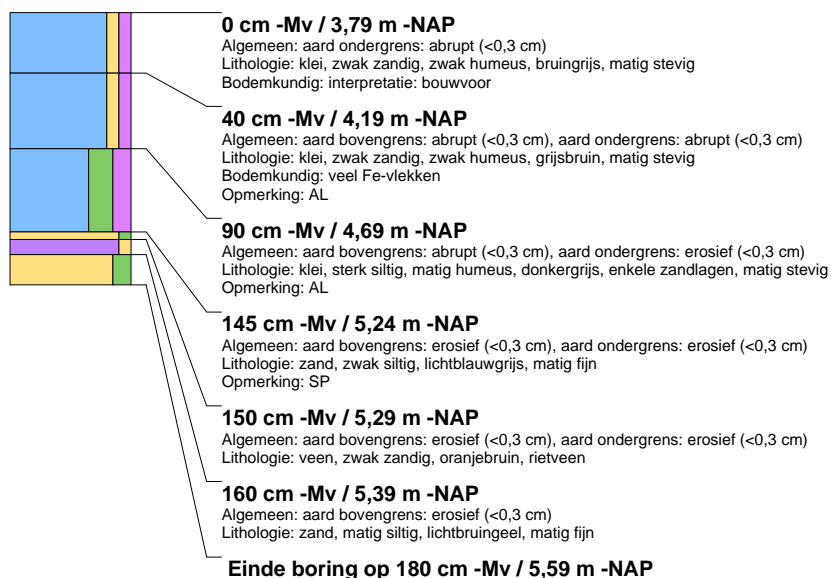 0 cm -Mv / 3,79 m -NAP
Algemeen: aard ondergrens: abrupt (<0,3 cm)
Lithologie: klei, zwak zandig, zwak humeus, bruingrijs, matig stevig
Bodemkundig: interpretatie: bouwvoor
40 cm -Mv / 4,19 m -NAP
Algemeen: aard bovengrens: abrupt (<0,3 cm), aard ondergrens: abrupt (<0,3 cm)
Lithologie: klei, zwak zandig, zwak humeus, grijsbruin, matig stevig
Bodemkundig: veel Fe-vlekken
Opmerking: AL
90 cm -Mv / 4,69 m -NAP
Algemeen: aard bovengrens: abrupt (<0,3 cm), aard ondergrens: erosief (<0,3 cm)
Lithologie: klei, sterk siltig, matig humeus, donkergrijs, enkele zandlagen, matig stevig
Opmerking: AL
145 cm -Mv / 5,24 m -NAP
Algemeen: aard bovengrens: erosief (<0,3 cm), aard ondergrens: erosief (<0,3 cm)
Lithologie: zand, zwak siltig, lichtblauwgrijs, matig fijn
Opmerking: SP
150 cm -Mv / 5,29 m -NAP
Algemeen: aard bovengrens: erosief (<0,3 cm), aard ondergrens: erosief (<0,3 cm)
Lithologie: veen, zwak zandig, oranjebruin, rietveen
160 cm -Mv / 5,39 m -NAP
Algemeen: aard bovengrens: erosief (<0,3 cm)
Lithologie: zand, matig siltig, lichtbruingeel, matig fijn
Einde boring op 180 cm -Mv / 5,59 m -NAP